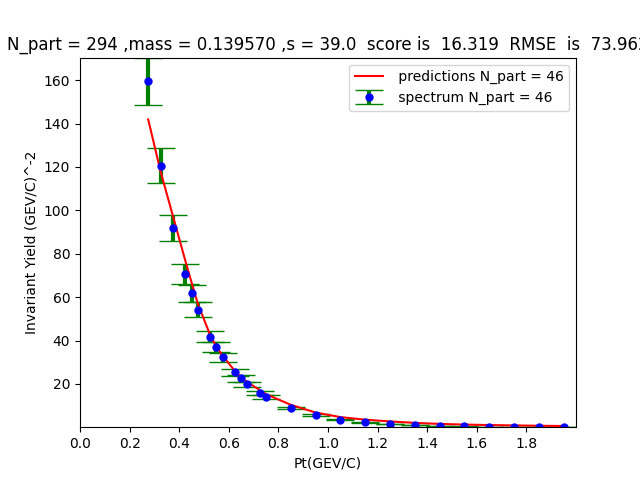 N_part = 294 ,mass = 0.139570 ,s = 39.0  score is  16.319  RMSE  is  73.962
predictions N_part = 46
spectrum N_part = 46
Invariant Yield (GEV/C)^-2
160
140
120
100
80
60
40
20
0.0 0.2 0.4 0.6 0.8 1.0 1.2 1.4 1.6 1.8
Pt(GEV/C)